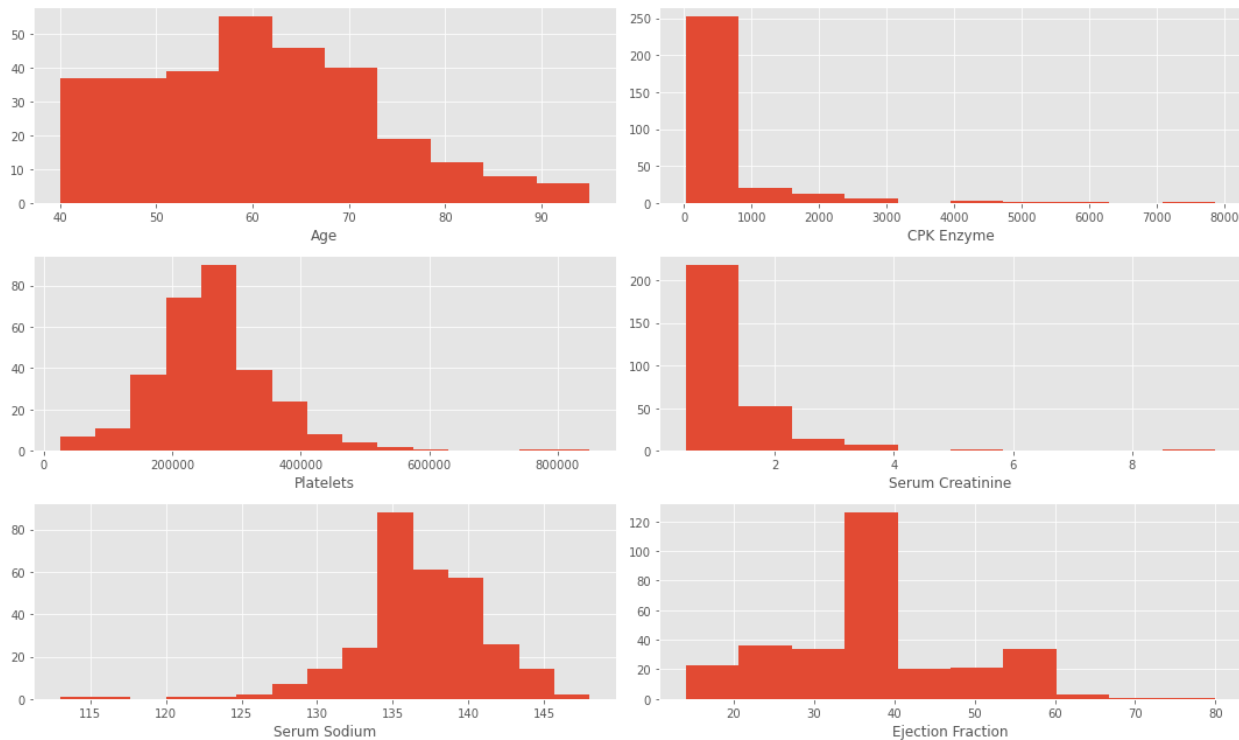 50
40
30
20
10
0
40 50 60 70 80 90
Age
250
200
150
100
50
0
0 1000 2000 3000 4000 5000 6000 7000 8000
CPK Enzyme
80
60
40
20
0
0 200000 400000 600000 800000
Platelets
200
150
100
50
0
2 4 6 8
Serum Creatinine
80
60
40
20
0
115 120 125 130 135 140 145
Serum Sodium
120
100
80
60
40
20
0
20 30 40 50 60 70 80
Ejection Fraction